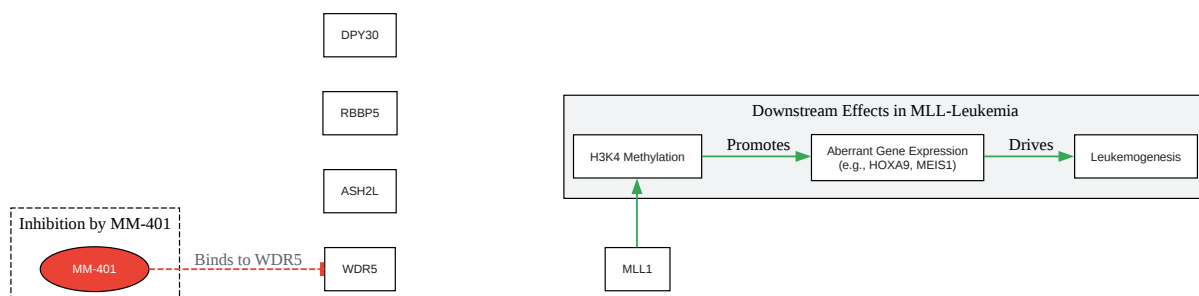 DPY30
RBBP5
Downstream Effects in MLL-Leukemia
H3K4 Methylation
Promotes
Aberrant Gene Expression
(e.g., HOXA9, MEIS1)
Drives
Leukemogenesis
ASH2L
Inhibition by MM-401
MM-401
Binds to WDR5
WDR5
MLL1